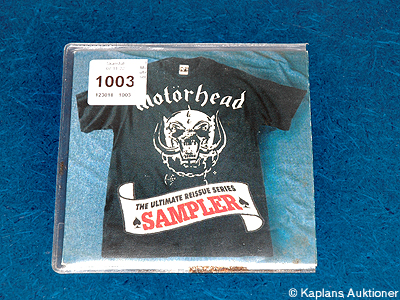 1003
123018 1003
Motörhead
THE ULTIMATE REISSUE SERIES
SAMPLER
© Kaplans Auktioner